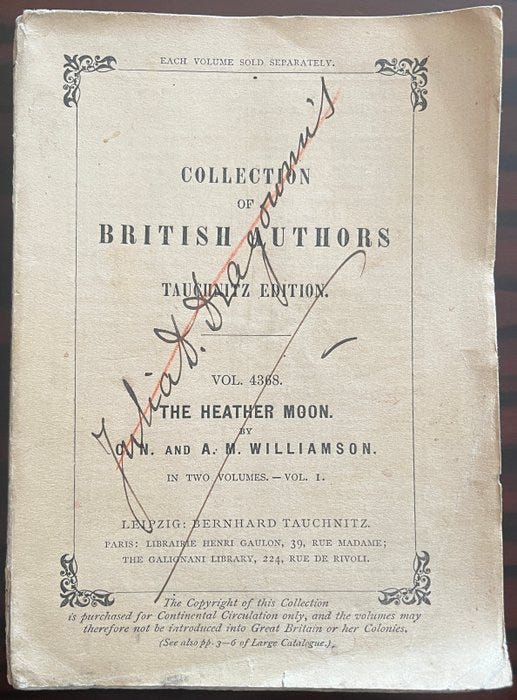 EACH VOLUME SOLD SEPARATELY.
COLLECTION
OF
BRITISH AUTHORS
TAUCHNITZ EDITION.
VOL. 4368.
THE HEATHER MOON.
BY
C. N. AND A. M. WILLIAMSON.
IN TWO VOLUMES. — VOL. I.
LEIPZIG: BERNHARD TAUCHNITZ.
PARIS: LIBRAIRIE HENRI GAULON, 39, RUE MADAME;
THE GALIGNANI LIBRARY, 224, RUE DE RIVOLI.
The Copyright of this Collection
is purchased for Continental Circulation only, and the volumes may
therefore not be introduced into Great Britain or her Colonies.
(See also pp. 3—6 of Large Catalogue.)
Julia D.